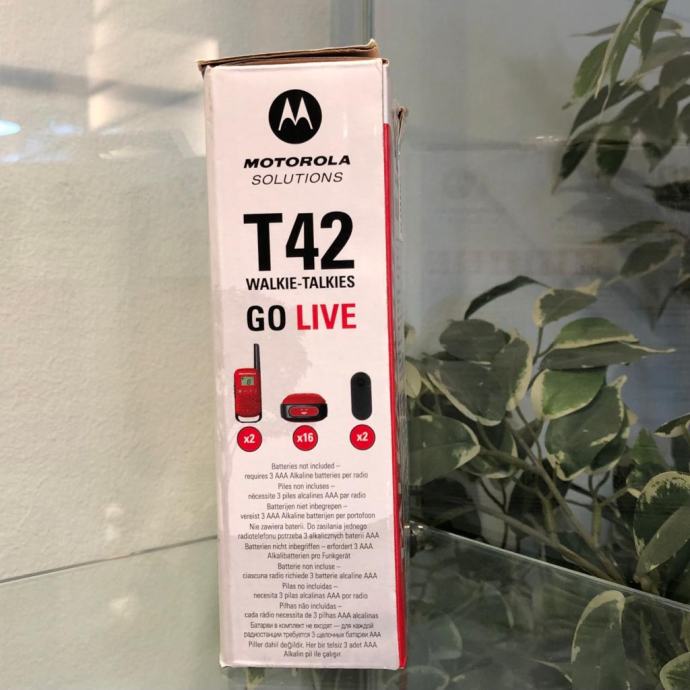 MOTOROLA
SOLUTIONS
T42
WALKIE-TALKIES
GO LIVE
x2 x16 x2
Batteries not included –
requires 3 AAA Alkaline batteries per radio
Piles non incluses –
nécessite 3 piles alcalines AAA par radio
Batterijen niet inbegrepen –
vereist 3 AAA Alkaline batterijen per portofoon
Nie zawiera baterii. Do zasilania jednego
radiotelefonu potrzeba 3 alkalicznych baterii AAA
Batterien nicht inbegriffen – erfordert 3 AAA
Alkalibatterien pro Funkgerät
Batterie non incluse –
ciascuna radio richiede 3 batterie alcaline AAA
Pilas no incluidas –
necesita 3 pilas alcalinas AAA por radio
Pilhas não incluídas –
cada rádio necessita de 3 pilhas AAA alcalinas
Батареи в комплект не входят — для каждой
радиостанции требуется 3 щелочных батареи AAA
Piller dahil değildir. Her bir telsiz 3 adet AAA
Alkalin pil ile çalışır.